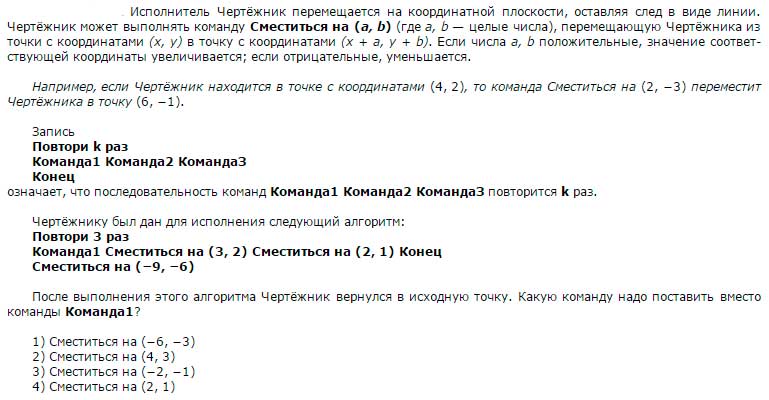 Исполнитель Чертёжник перемещается на координатной плоскости, оставляя след в виде линии.
Чертёжник может выполнять команду Сместиться на (a, b) (где a, b — целые числа), перемещающую Чертёжника из
точки с координатами (x, y) в точку с координатами (x + a, y + b). Если числа a, b положительные, значение соответ-
ствующей координаты увеличивается; если отрицательные, уменьшается.
Например, если Чертёжник находится в точке с координатами (4, 2), то команда Сместиться на (2, −3) переместит
Чертёжника в точку (6, −1).
Запись
Повтори k раз
Команда1 Команда2 Команда3
Конец
означает, что последовательность команд Команда1 Команда2 Команда3 повторится k раз.
Чертёжнику был дан для исполнения следующий алгоритм:
Повтори 3 раз
Команда1 Сместиться на (3, 2) Сместиться на (2, 1) Конец
Сместиться на (−9, −6)
После выполнения этого алгоритма Чертёжник вернулся в исходную точку. Какую команду надо поставить вместо
команды Команда1?
1) Сместиться на (−6, −3)
2) Сместиться на (4, 3)
3) Сместиться на (−2, −1)
4) Сместиться на (2, 1)